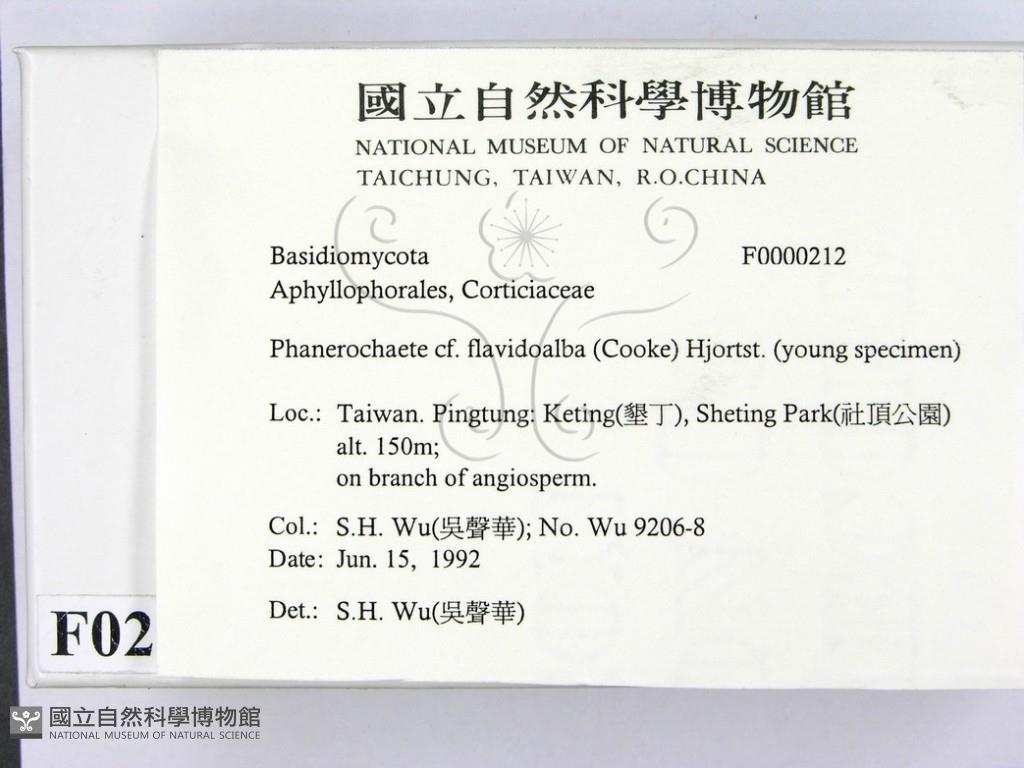 國立自然科學博物館
NATIONAL MUSEUM OF NATURAL SCIENCE
TAICHUNG, TAIWAN, R.O.CHINA
Basidiomycota F0000212
Aphyllophorales, Corticiaceae
Phanerochaete cf. flavidoalba (Cooke) Hjortst. (young specimen)
Loc.: Taiwan. Pingtung: Keting(墾丁), Sheting Park(社頂公園)
alt. 150m;
on branch of angiosperm.
Col.: S.H. Wu(吳聲華); No. Wu 9206-8
Date: Jun. 15, 1992
Det.: S.H. Wu(吳聲華)
F02
國立自然科學博物館
NATIONAL MUSEUM OF NATURAL SCIENCE